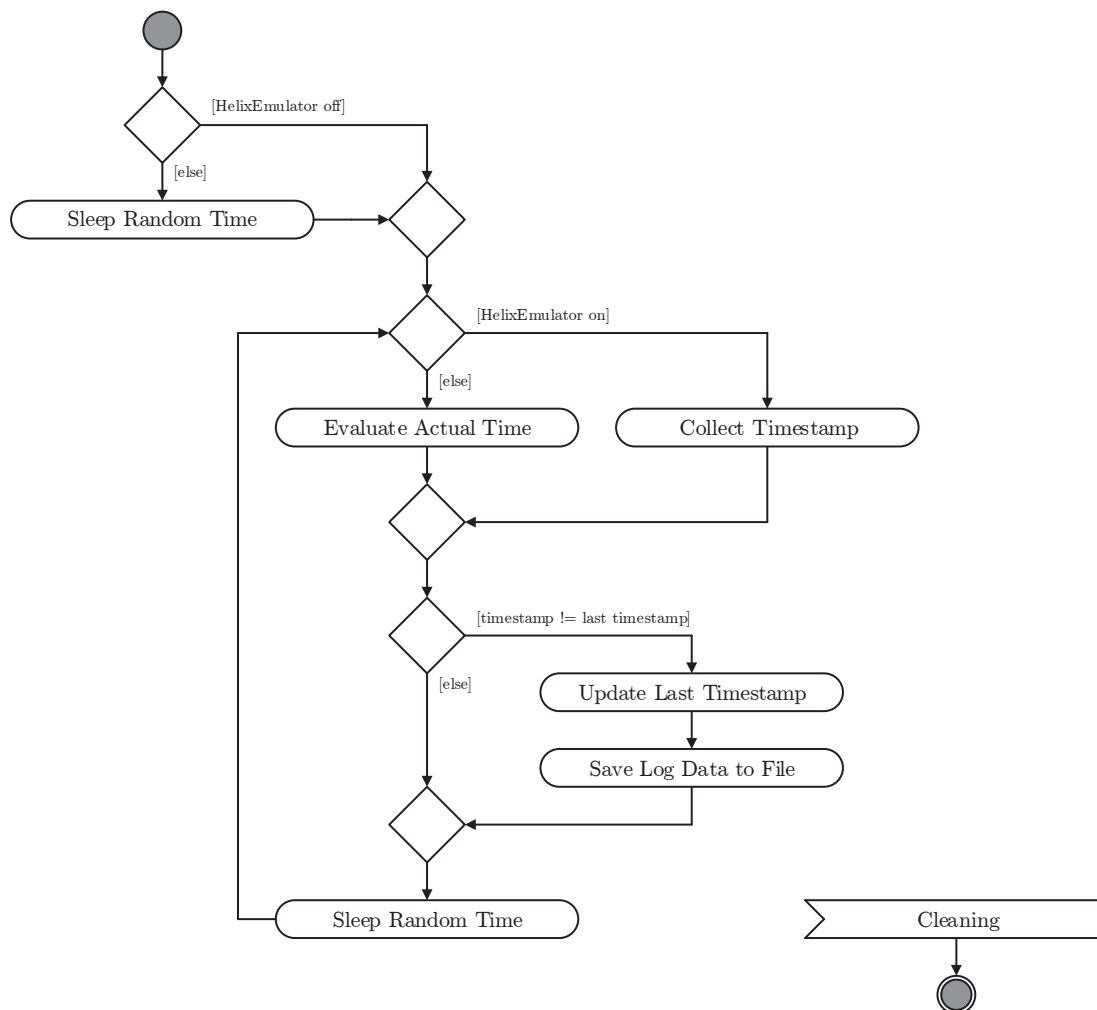 [HelixEmulator off]
[else]
Sleep Random Time
[HelixEmulator on]
[else]
Evaluate Actual Time
Collect Timestamp
[timestamp != last timestamp]
[else]
Update Last Timestamp
Save Log Data to File
Sleep Random Time
Cleaning